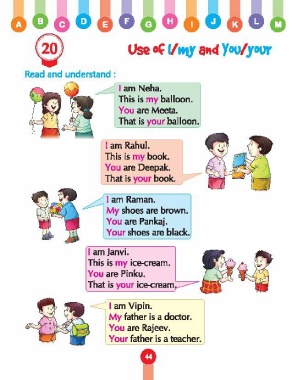 A B C D E F G H I J K L M
20
Use of I/my and You/your
Read and understand :
I am Neha.
This is my balloon.
You are Meeta.
That is your balloon.
I am Rahul.
This is my book.
You are Deepak.
That is your book.
I am Raman.
My shoes are brown.
You are Pankaj.
Your shoes are black.
I am Janvi.
This is my ice-cream.
You are Pinku.
That is your ice-cream.
I am Vipin.
My father is a doctor.
You are Rajeev.
Your father is a teacher.
44